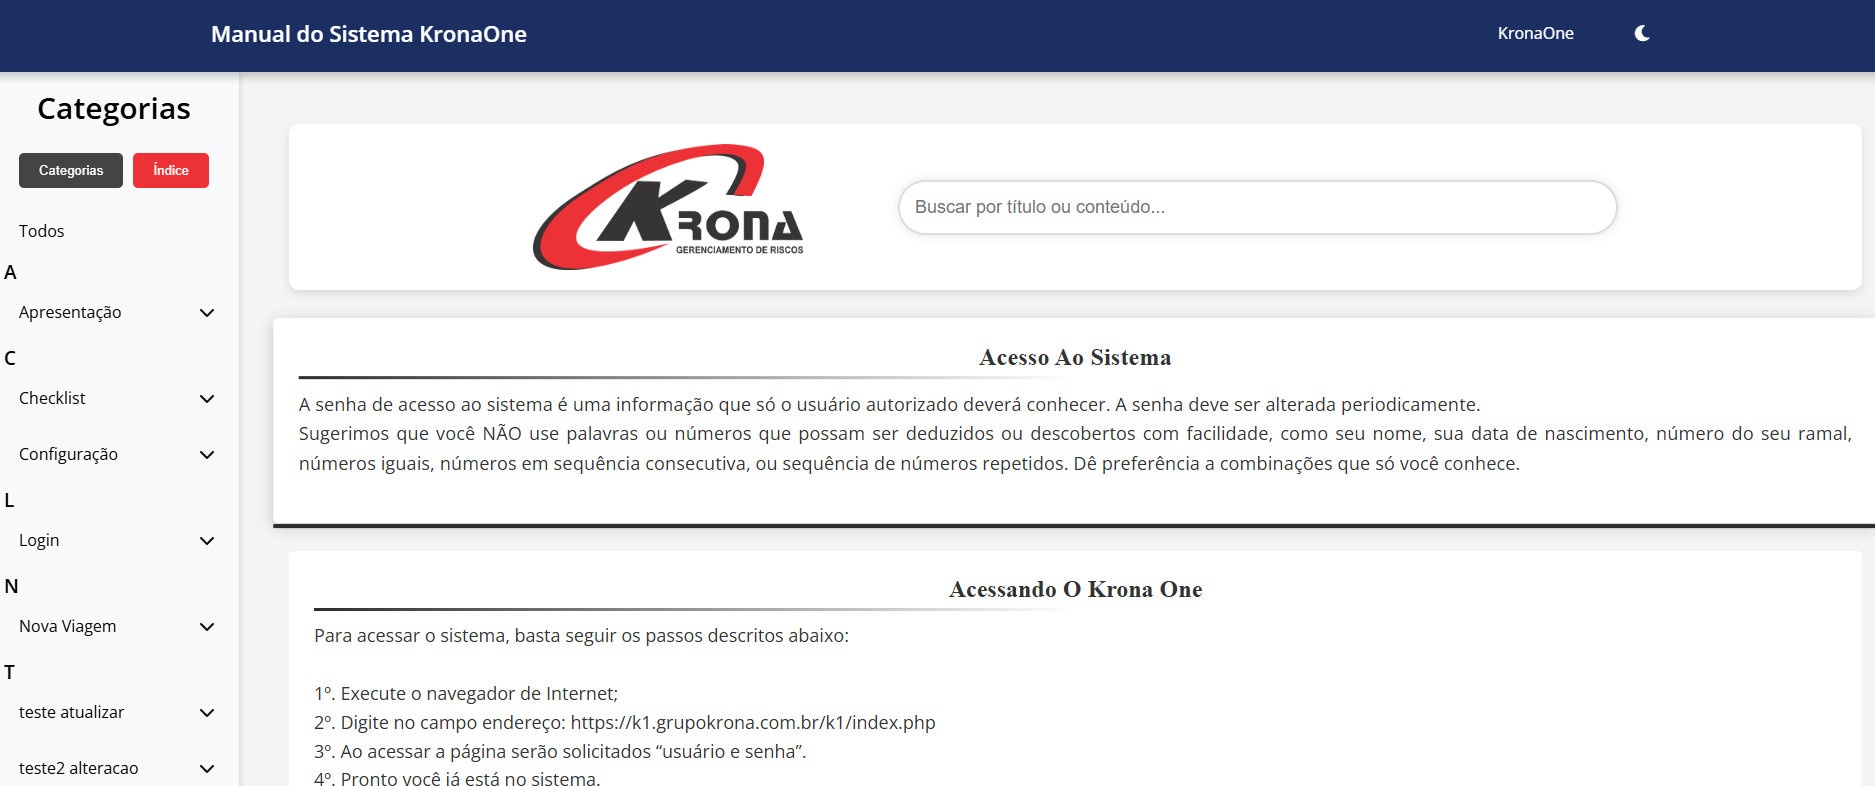 Manual do Sistema KronaOne
KronaOne
Categorias
Categorias
Índice
Todos
A
Apresentação
C
Checklist
Configuração
L
Login
N
Nova Viagem
T
teste atualizar
teste2 alteracao
KRONA
GERENCIAMENTO DE RISCOS
Buscar por título ou conteúdo...
Acesso Ao Sistema
A senha de acesso ao sistema é uma informação que só o usuário autorizado deverá conhecer. A senha deve ser alterada periodicamente.
Sugerimos que você NÃO use palavras ou números que possam ser deduzidos ou descobertos com facilidade, como seu nome, sua data de nascimento, número do seu ramal,
números iguais, números em sequência consecutiva, ou sequência de números repetidos. Dê preferência a combinações que só você conhece.
Acessando O Krona One
Para acessar o sistema, basta seguir os passos descritos abaixo:
1º. Execute o navegador de Internet;
2º. Digite no campo endereço: https://k1.grupokrona.com.br/k1/index.php
3º. Ao acessar a página serão solicitados “usuário e senha”.
4º. Pronto você já está no sistema.